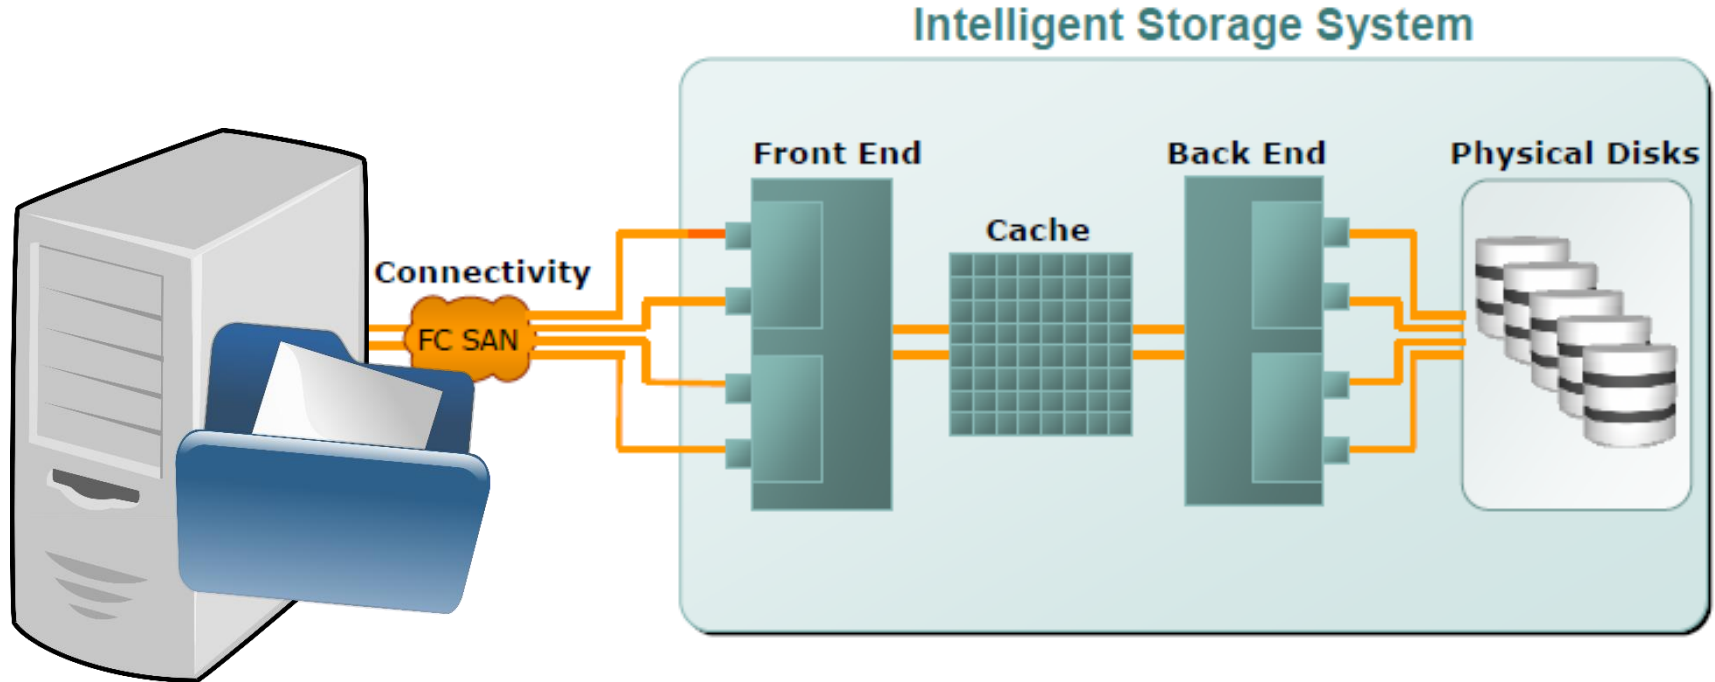 Intelligent Storage System
Front End
Back End
Physical Disks
Cache
Connectivity
FC SAN